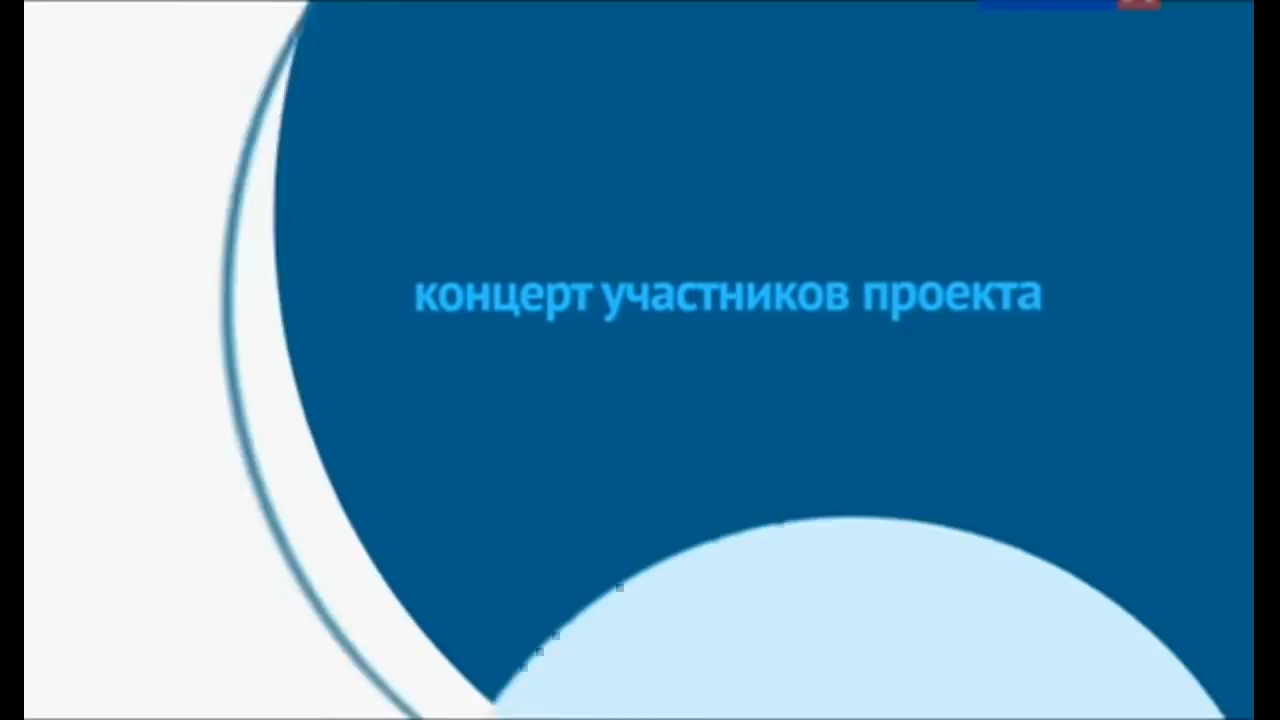 концерт участников проекта